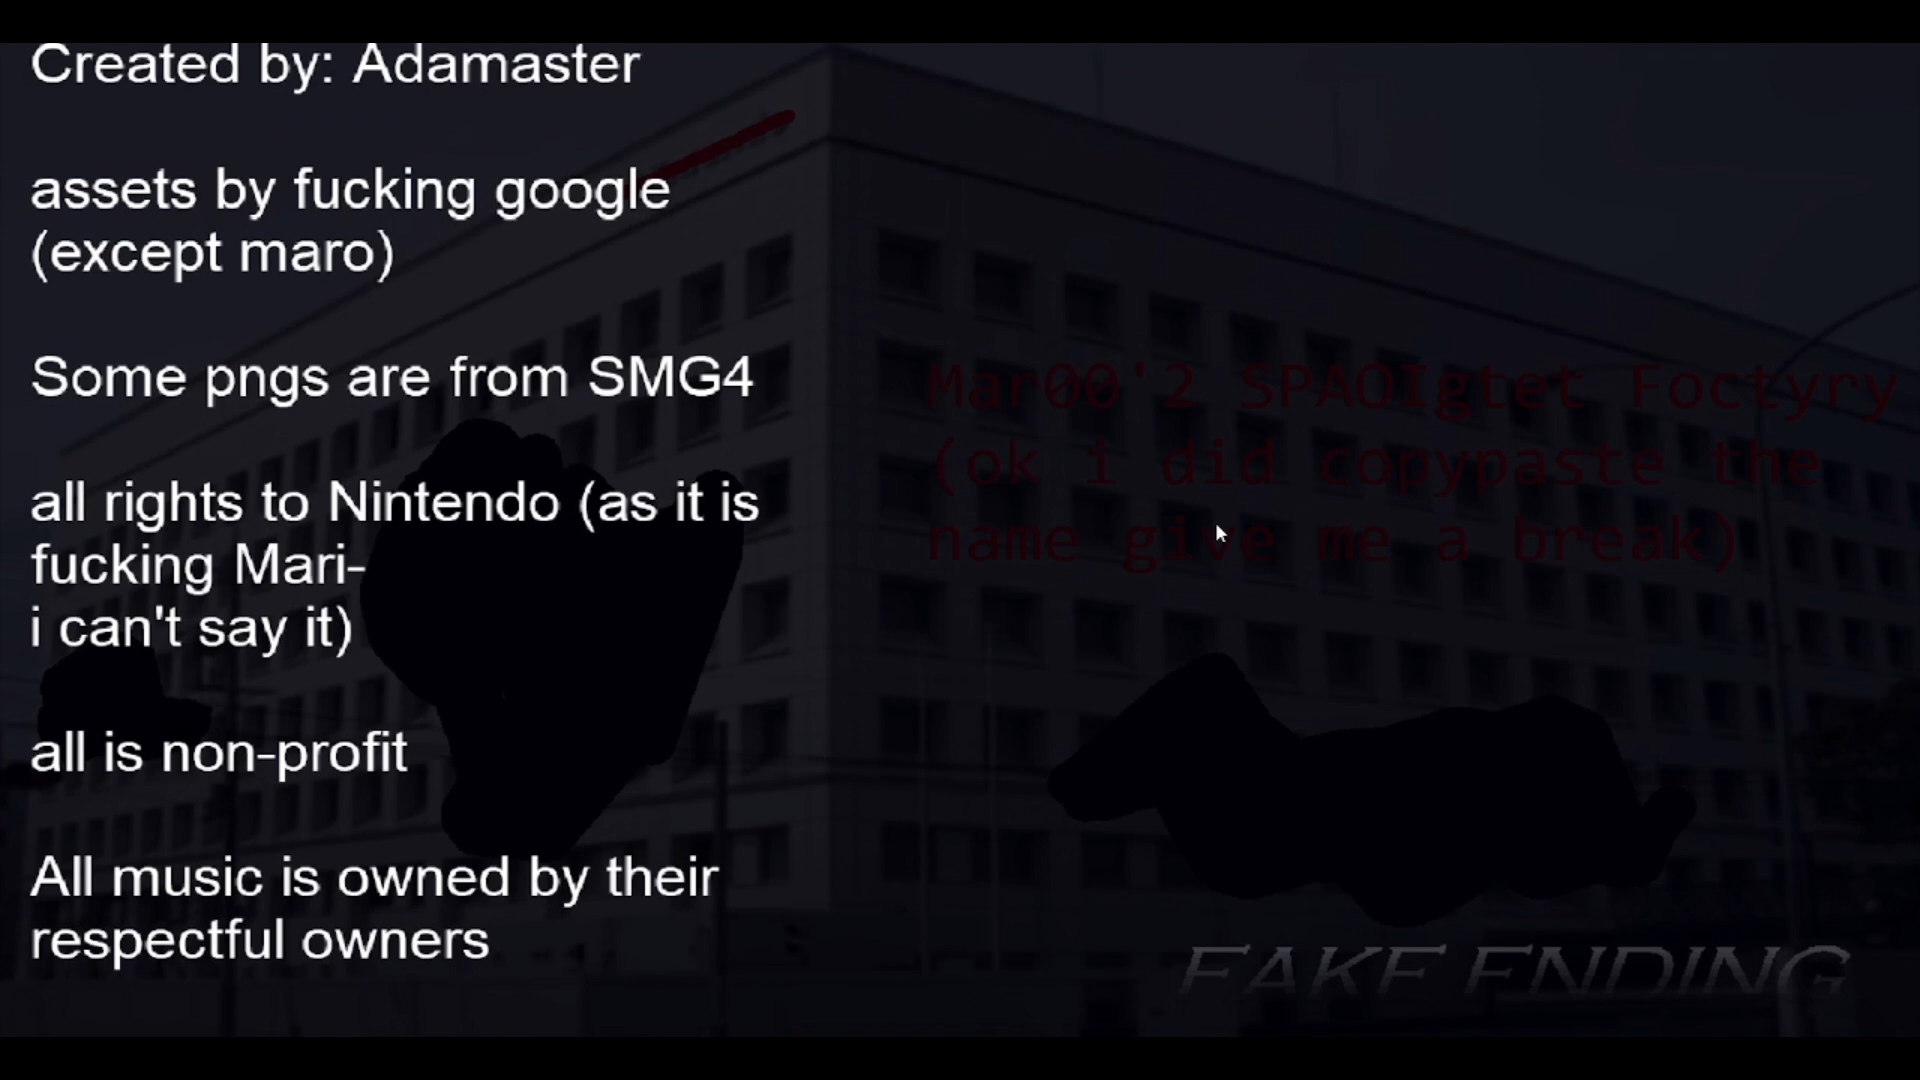 Created by: Adamaster
assets by fucking google
(except maro)
Some pngs are from SMG4
all rights to Nintendo (as it is
fucking Mari-
i can't say it)
all is non-profit
All music is owned by their
respectful owners
Mar00'2 SPAOIgtet Foctyry
(ok i did copypaste the
name give me a break)
FAKE ENDING